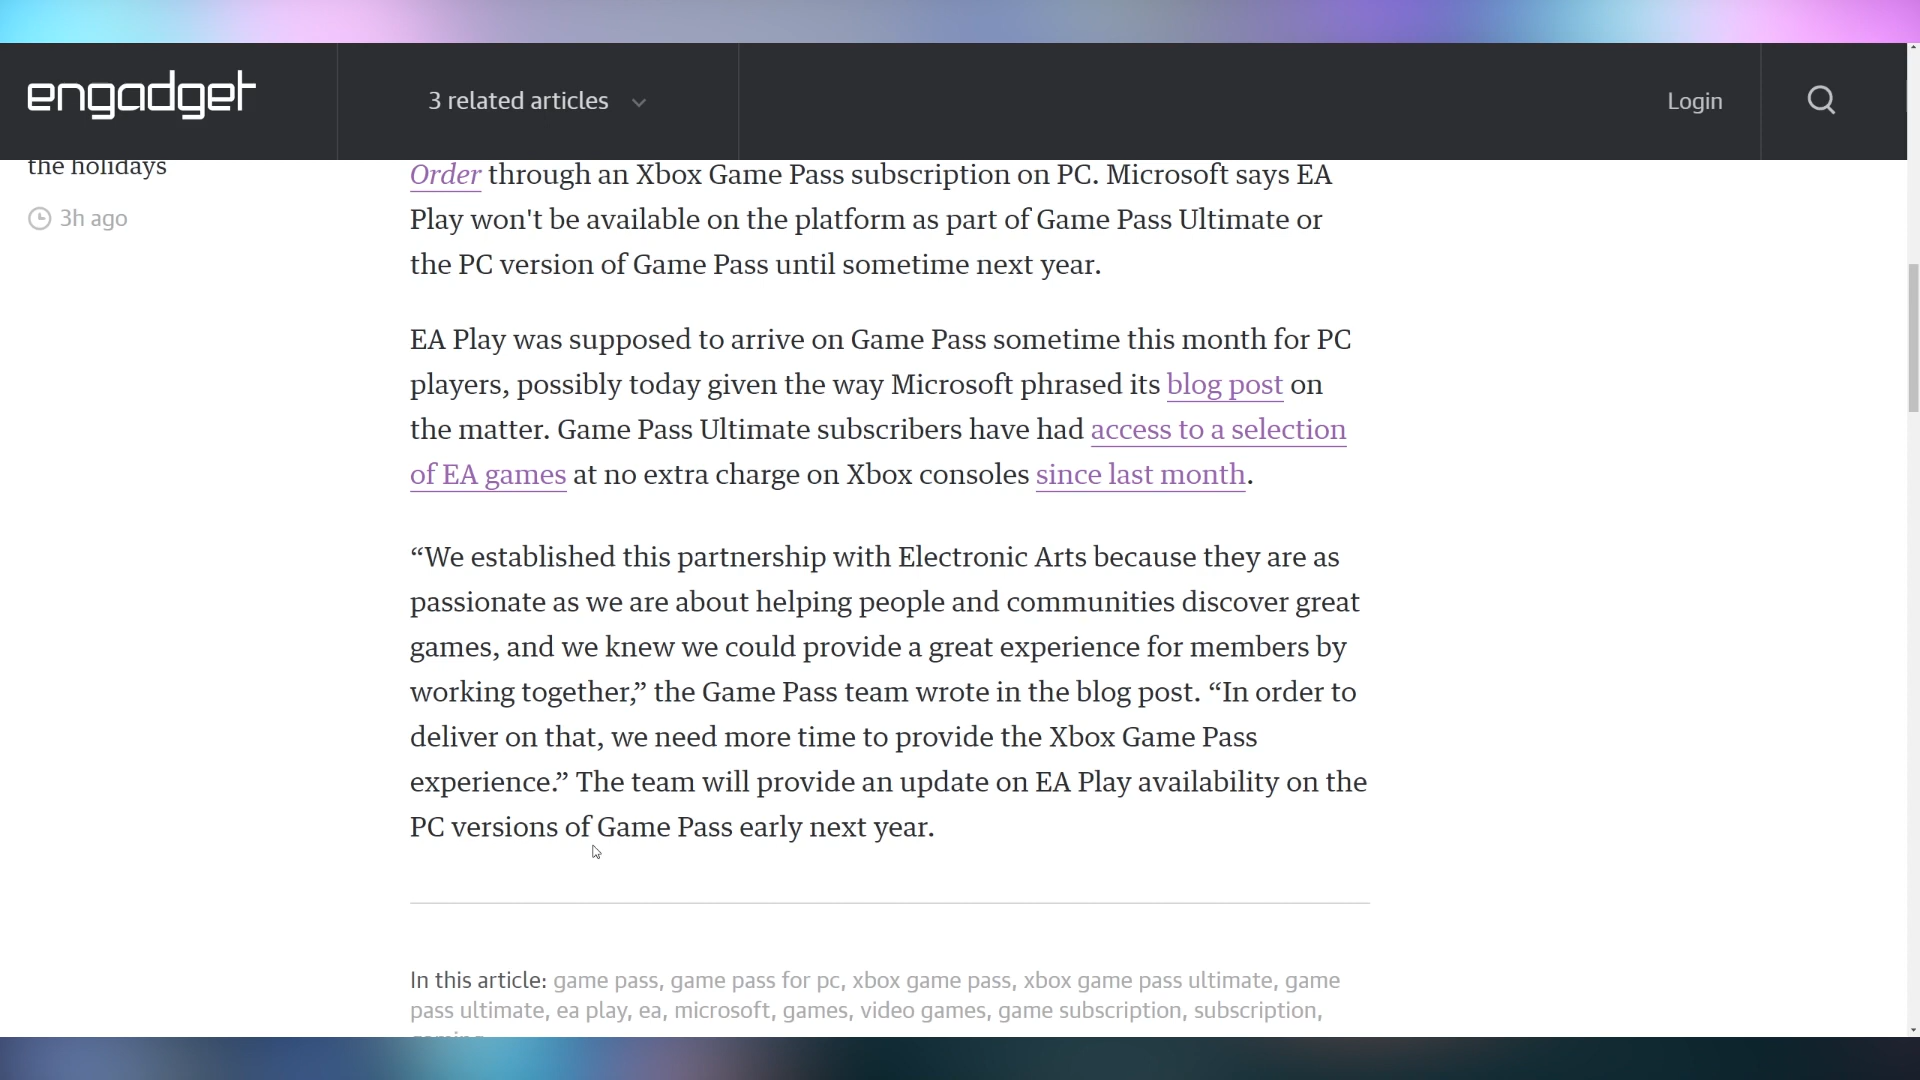 engadget
3 related articles
Login
the holidays
3h ago
Order through an Xbox Game Pass subscription on PC. Microsoft says EA
Play won't be available on the platform as part of Game Pass Ultimate or
the PC version of Game Pass until sometime next year.
EA Play was supposed to arrive on Game Pass sometime this month for PC
players, possibly today given the way Microsoft phrased its blog post on
the matter. Game Pass Ultimate subscribers have had access to a selection
of EA games at no extra charge on Xbox consoles since last month.
“We established this partnership with Electronic Arts because they are as
passionate as we are about helping people and communities discover great
games, and we knew we could provide a great experience for members by
working together,” the Game Pass team wrote in the blog post. “In order to
deliver on that, we need more time to provide the Xbox Game Pass
experience.” The team will provide an update on EA Play availability on the
PC versions of Game Pass early next year.
In this article: game pass, game pass for pc, xbox game pass, xbox game pass ultimate, game
pass ultimate, ea play, ea, microsoft, games, video games, game subscription, subscription,